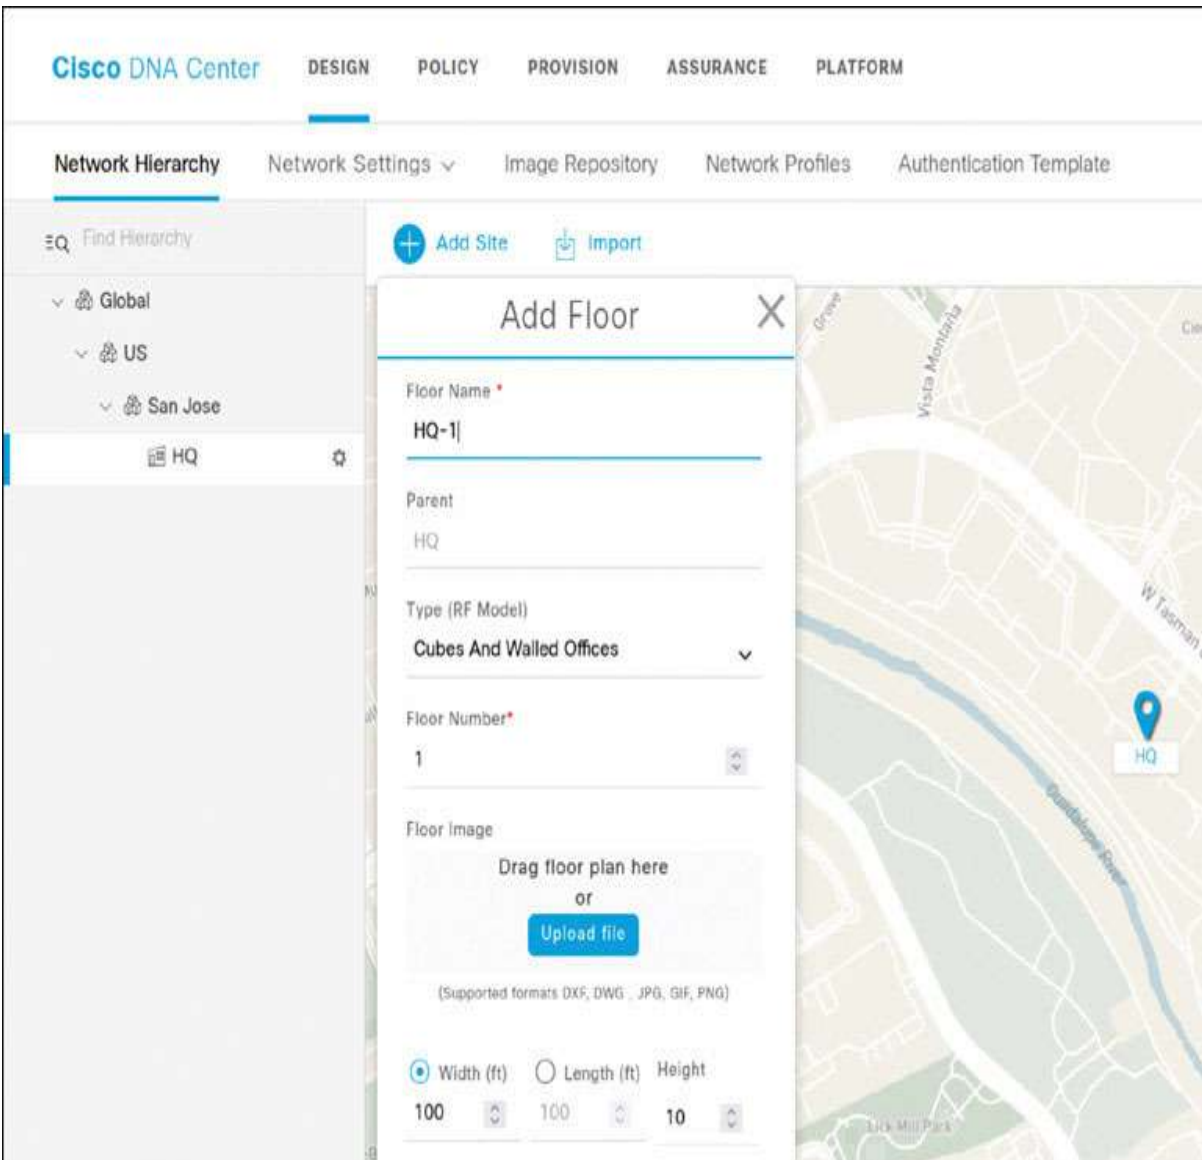 Cisco DNA Center DESIGN POLICY PROVISION ASSURANCE PLATFORM
Network Hierarchy Network Settings Image Repository Network Profiles Authentication Template
Find Hierarchy
Add Site Import
Global
US
San Jose
HQ
Add Floor
Floor Name *
HQ-1
Parent
HQ
Type (RF Model)
Cubes And Walled Offices
Floor Number*
1
Floor Image
Drag floor plan here
or
Upload file
(Supported formats DXF, DWG , JPG, GIF, PNG)
Width (ft) Length (ft) Height
100 100 10
Grove
Vista Montaña
W Tasman
HQ
Guadalupe River
Lick Mill Park